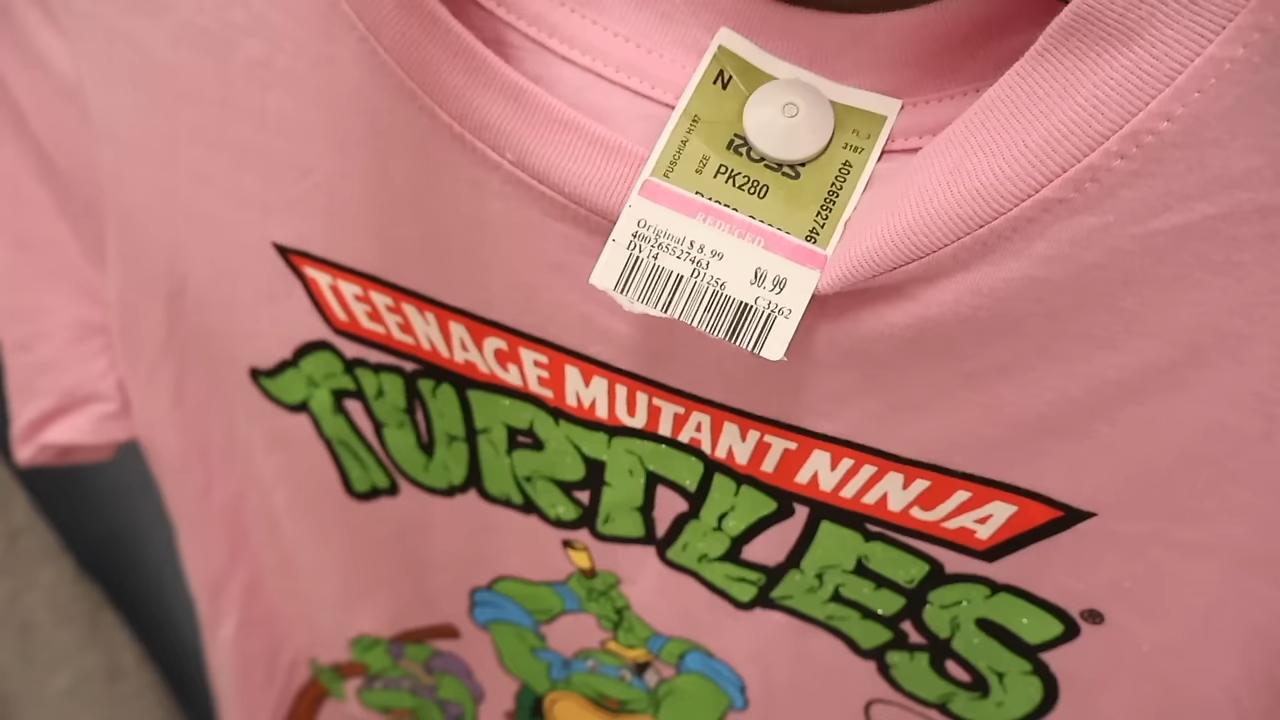 N
ROSS
FUSCHIA/ H197
SIZE
PK280
3187
40026552746
REDUCED
Original $ 8.99
400265527463
DV14
D1256
$0.99
C3262
TEENAGE MUTANT NINJA
TURTLES
®